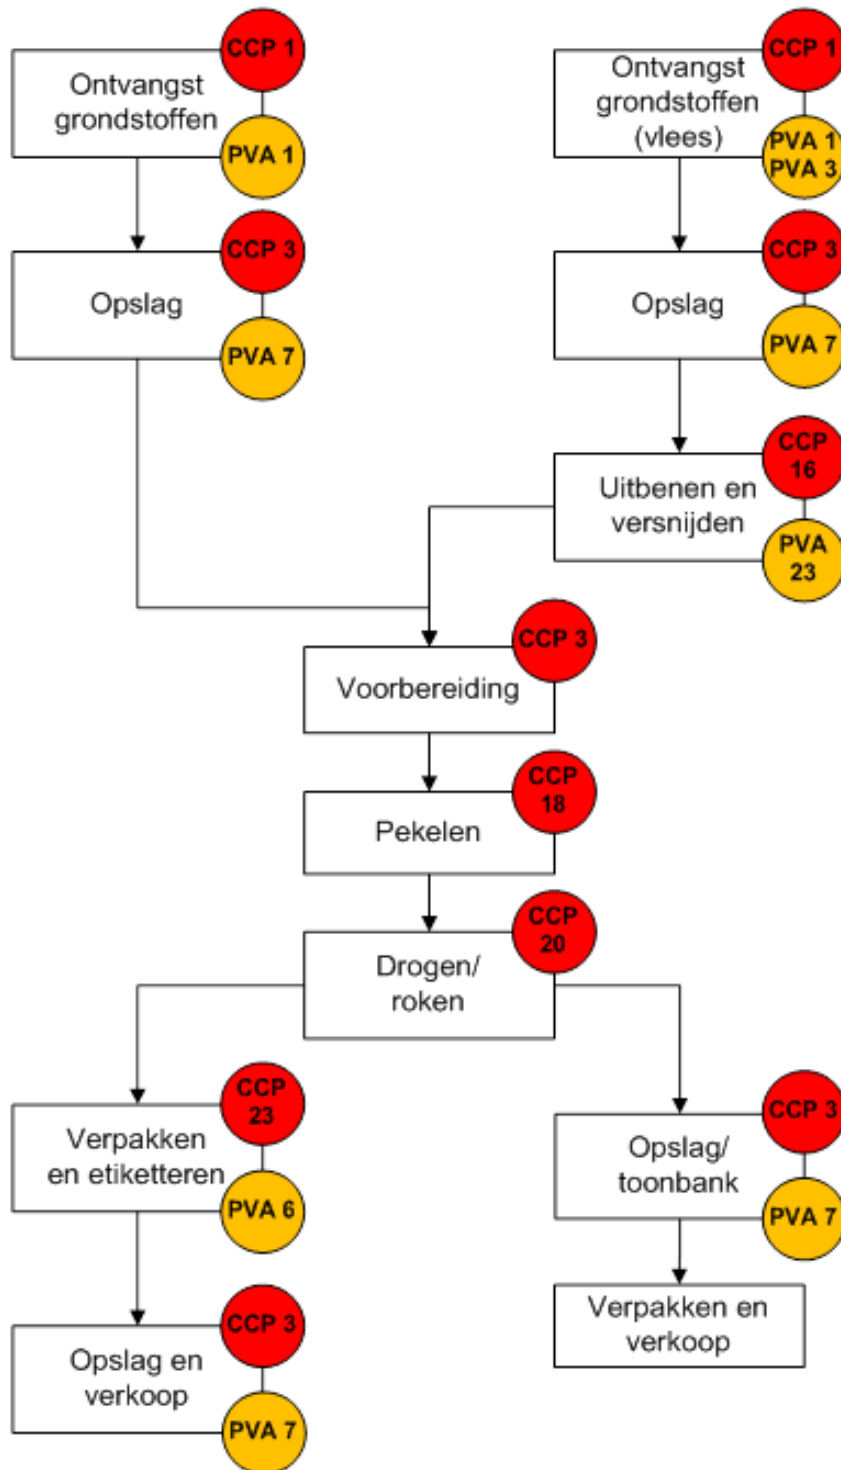 CCP 1
Ontvangst
grondstoffen
PVA 1
CCP 1
Ontvangst
grondstoffen
(vlees)
PVA 1
PVA 3
CCP 3
Opslag
PVA 7
CCP 3
Opslag
PVA 7
CCP
16
Uitbenen en
versnijden
PVA
23
CCP 3
Voorbereiding
CCP
18
Pekelen
CCP
20
Drogen/
roken
CCP
23
Verpakken
en etiketteren
PVA 6
CCP 3
Opslag/
toonbank
PVA 7
CCP 3
Opslag en
verkoop
PVA 7
Verpakken en
verkoop